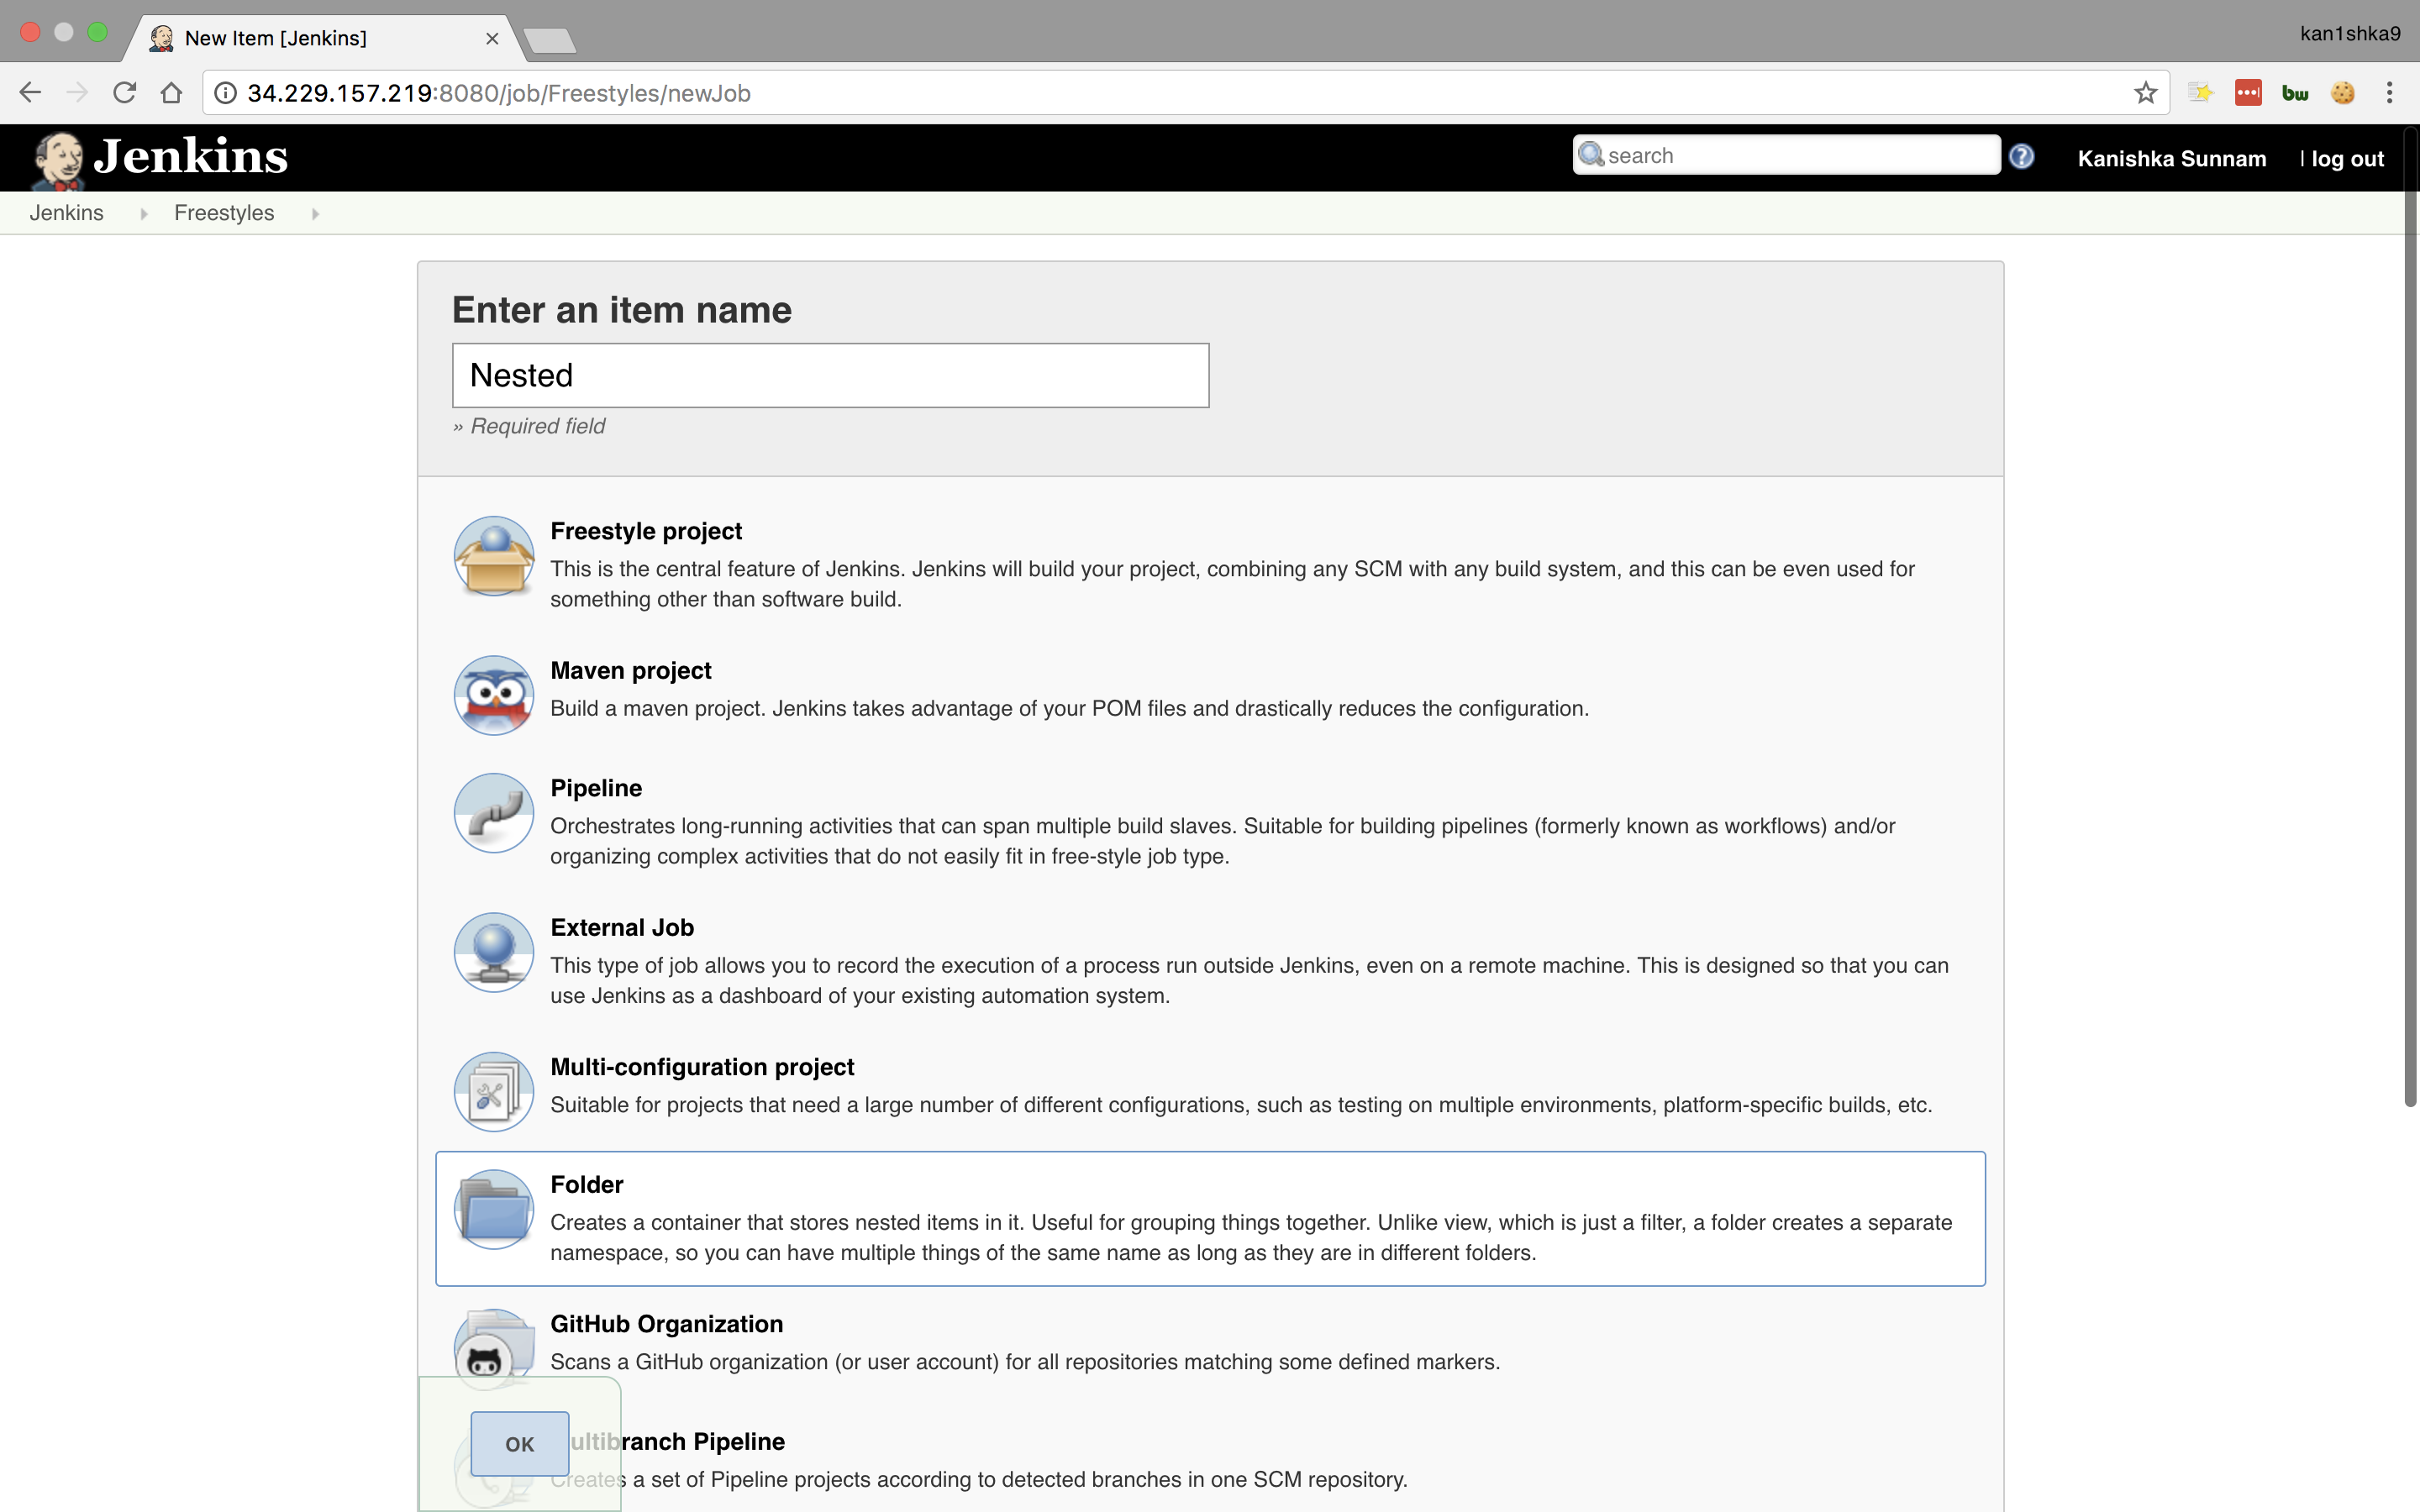 New Item [Jenkins]
kan1shka9
34.229.157.219:8080/job/Freestyles/newJob
bw
Jenkins
search
Kanishka Sunnam
| log out
Jenkins
Freestyles
Enter an item name
Nested
» Required field
Freestyle project
This is the central feature of Jenkins. Jenkins will build your project, combining any SCM with any build system, and this can be even used for
something other than software build.
Maven project
Build a maven project. Jenkins takes advantage of your POM files and drastically reduces the configuration.
Pipeline
Orchestrates long-running activities that can span multiple build slaves. Suitable for building pipelines (formerly known as workflows) and/or
organizing complex activities that do not easily fit in free-style job type.
External Job
This type of job allows you to record the execution of a process run outside Jenkins, even on a remote machine. This is designed so that you can
use Jenkins as a dashboard of your existing automation system.
Multi-configuration project
Suitable for projects that need a large number of different configurations, such as testing on multiple environments, platform-specific builds, etc.
Folder
Creates a container that stores nested items in it. Useful for grouping things together. Unlike view, which is just a filter, a folder creates a separate
namespace, so you can have multiple things of the same name as long as they are in different folders.
GitHub Organization
Scans a GitHub organization (or user account) for all repositories matching some defined markers.
OK
ultibranch Pipeline
Creates a set of Pipeline projects according to detected branches in one SCM repository.